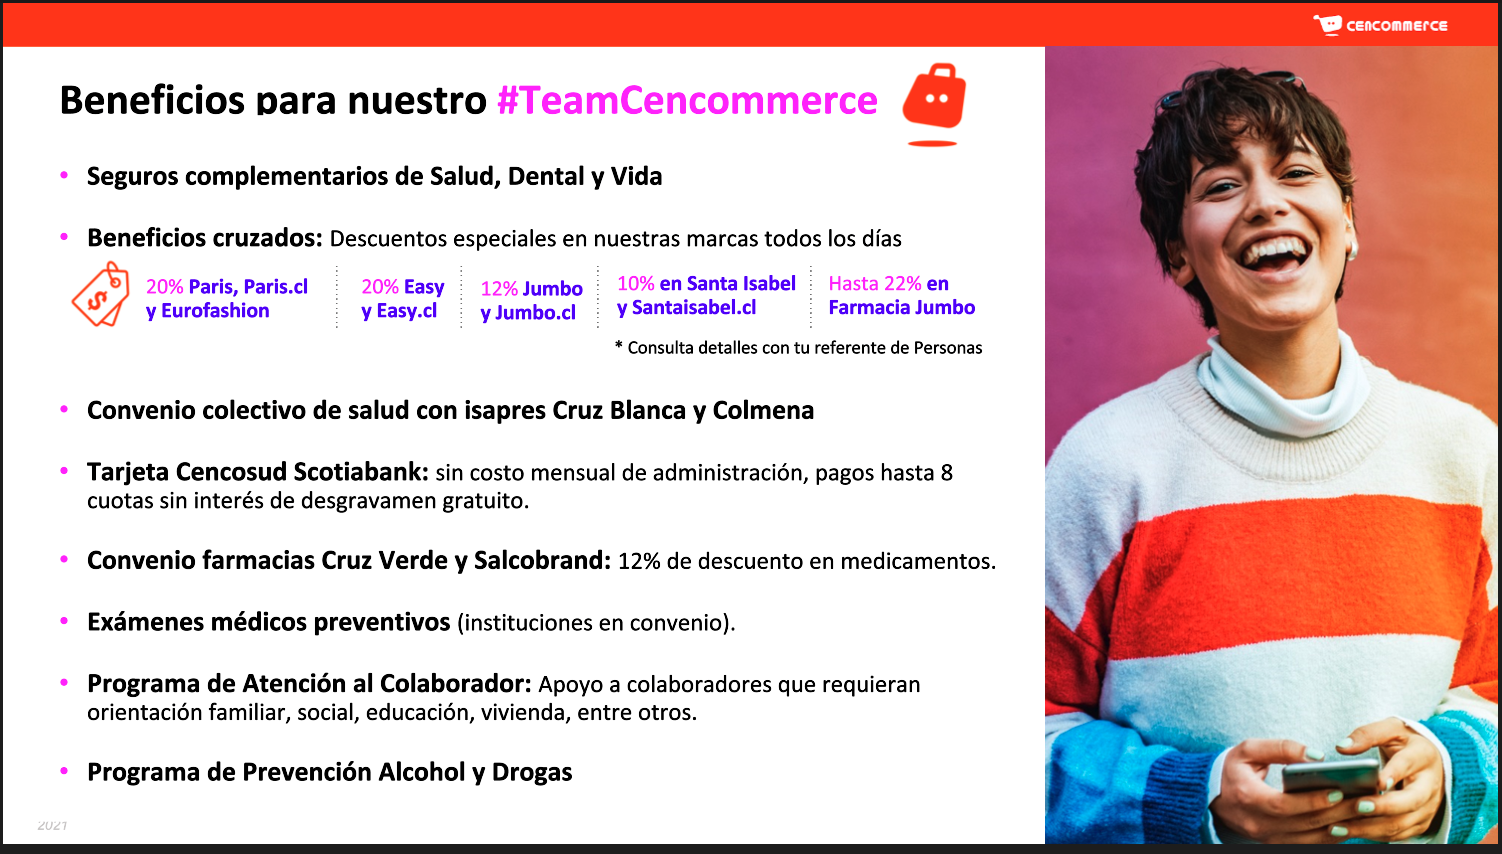 CENCOMMERCE
Beneficios para nuestro #TeamCencommerce
• Seguros complementarios de Salud, Dental y Vida
• Beneficios cruzados: Descuentos especiales en nuestras marcas todos los días
20% Paris, Paris.cl
y Eurofashion
20% Easy
y Easy.cl
12% Jumbo
y Jumbo.cl
10% en Santa Isabel
y Santaisabel.cl
Hasta 22% en
Farmacia Jumbo
* Consulta detalles con tu referente de Personas
• Convenio colectivo de salud con isapres Cruz Blanca y Colmena
• Tarjeta Cencosud Scotiabank: sin costo mensual de administración, pagos hasta 8
cuotas sin interés de desgravamen gratuito.
• Convenio farmacias Cruz Verde y Salcobrand: 12% de descuento en medicamentos.
• Exámenes médicos preventivos (instituciones en convenio).
• Programa de Atención al Colaborador: Apoyo a colaboradores que requieran
orientación familiar, social, educación, vivienda, entre otros.
• Programa de Prevención Alcohol y Drogas
2021